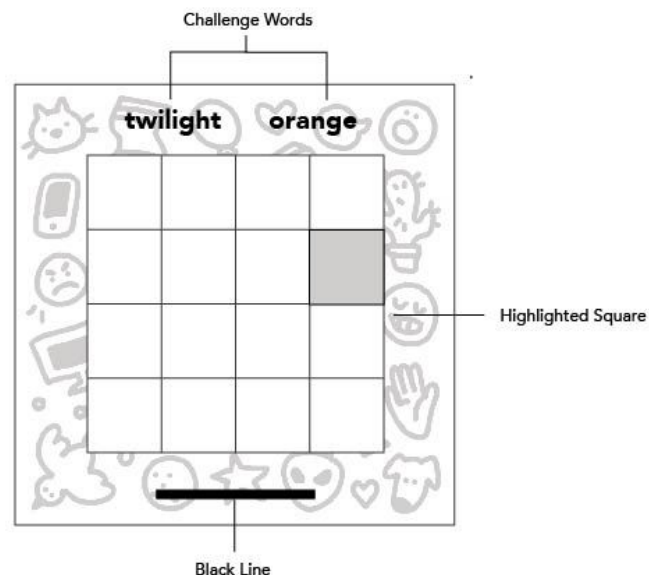 Challenge Words
twilight orange
Highlighted Square
Black Line